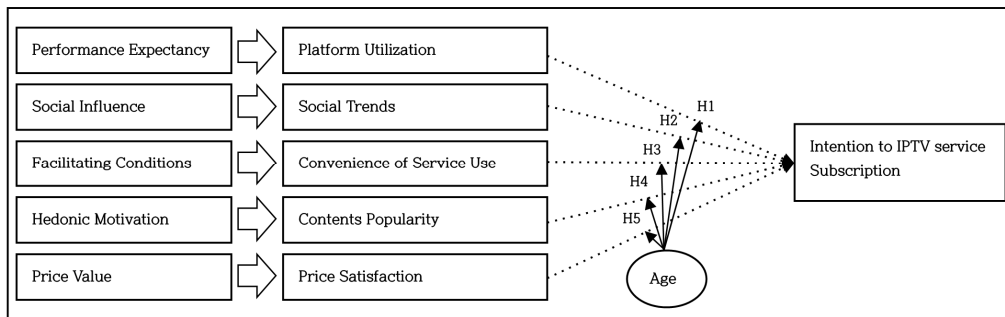 Performance Expectancy
Platform Utilization
Social Influence
Social Trends
H1
H2
Facilitating Conditions
Convenience of Service Use
H3
Intention to IPTV service
Subscription
Hedonic Motivation
Contents Popularity
H4
H5
Price Value
Price Satisfaction
Age